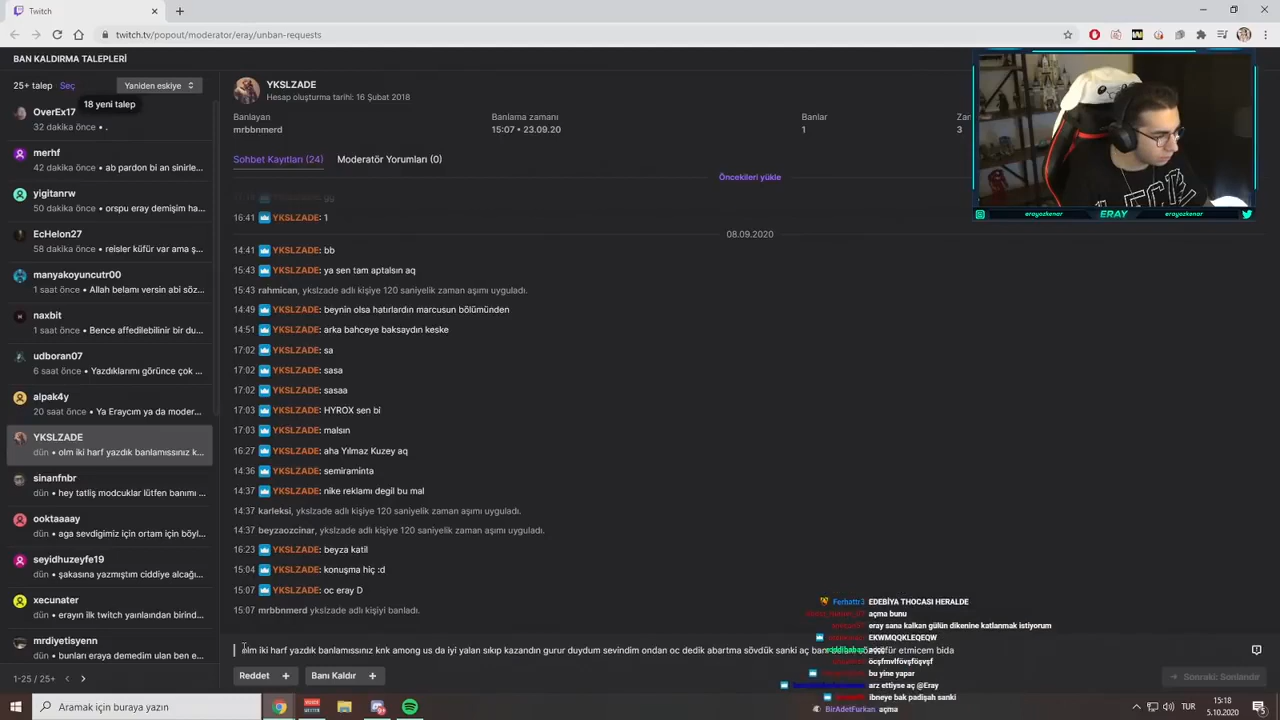 Twitch
twitch.tv/popout/moderator/eray/unban-requests
BAN KALDIRMA TALEPLERİ
25+ talep Seç Yaniden eskiye
18 yeni talep
OverEx17
32 dakika önce • .
merhf
42 dakika önce • ab pardon bi an sinirle...
yigitanrw
50 dakika önce • orspu eray demişim ha...
EcHelon27
58 dakika önce • reisler küfür var ama ş...
manyakoyuncutr00
1 saat önce • Allah belamı versin abi söz...
naxbit
1 saat önce • Bence affedilebilinir bir du...
udboran07
6 saat önce • Yazdıklarımı görünce çok ...
alpak4y
20 saat önce • Ya Eraycım ya da moder...
YKSLZADE
dün • olm iki harf yazdık banlamıssınız k...
sinanfnbr
dün • hey tatliş modcuklar lütfen banımı ...
ooktaaaay
dün • aga sevdigimiz için ortam için böyl...
seyidhuzeyfe19
dün • şakasına yazmıştım ciddiye alcağı...
xecunater
dün • erayın ilk twitch yayınlarından birind...
mrdiyetisyenn
dün • bunları eraya demedim ulan ben e...
1-25 / 25+
YKSLZADE
Hesap oluşturma tarihi: 16 Şubat 2018
Banlayan
mrbbnmerd
Banlama zamanı
15:07 • 23.09.20
Banlar
1
Zar
3
Sohbet Kayıtları (24) Moderatör Yorumları (0)
Öncekileri yükle
16:41 YKSLZADE: 1
08.09.2020
14:41 YKSLZADE: bb
15:43 YKSLZADE: ya sen tam aptalsın aq
15:43 rahmican, ykslzade adlı kişiye 120 saniyelik zaman aşımı uyguladı.
14:49 YKSLZADE: beynin olsa hatırlardın marcusun bölümünden
14:51 YKSLZADE: arka bahceye baksaydın keske
17:02 YKSLZADE: sa
17:02 YKSLZADE: sasa
17:02 YKSLZADE: sasaa
17:03 YKSLZADE: HYROX sen bi
17:03 YKSLZADE: malsın
16:27 YKSLZADE: aha Yılmaz Kuzey aq
14:36 YKSLZADE: semiraminta
14:37 YKSLZADE: nike reklamı degil bu mal
14:37 karleksi, ykslzade adlı kişiye 120 saniyelik zaman aşımı uyguladı.
14:37 beyzaozcinar, ykslzade adlı kişiye 120 saniyelik zaman aşımı uyguladı.
16:23 YKSLZADE: beyza katil
15:04 YKSLZADE: konuşma hiç :d
15:07 YKSLZADE: oc eray D
15:07 mrbbnmerd ykslzade adlı kişiyi banladı.
olm iki harf yazdık banlamıssınız knk among us da iyi yalan sıkıp kazandın gurur duydum sevindim ondan oc dedik abartma sövdük sanki aç banımı etmicem bida
Reddet +
Banı Kaldır +
Sonraki: Sonlandır
erayozkenar ERAY erayozkenar
Ferhattr3 EDEBİYA THOCASI HERALDE
açma bunu
eray sana kalkan gülün dikenine katlanmak istiyorum
EKWMQQKLEQEQW
öcşfmvlfövşföşvşf
bu yine yapar
arz ettiyse aç @Eray
ibneye bak padişah sanki
BirAdetFurkan açma
Aramak için buraya yazın
TUR
15:18
5.10.2020